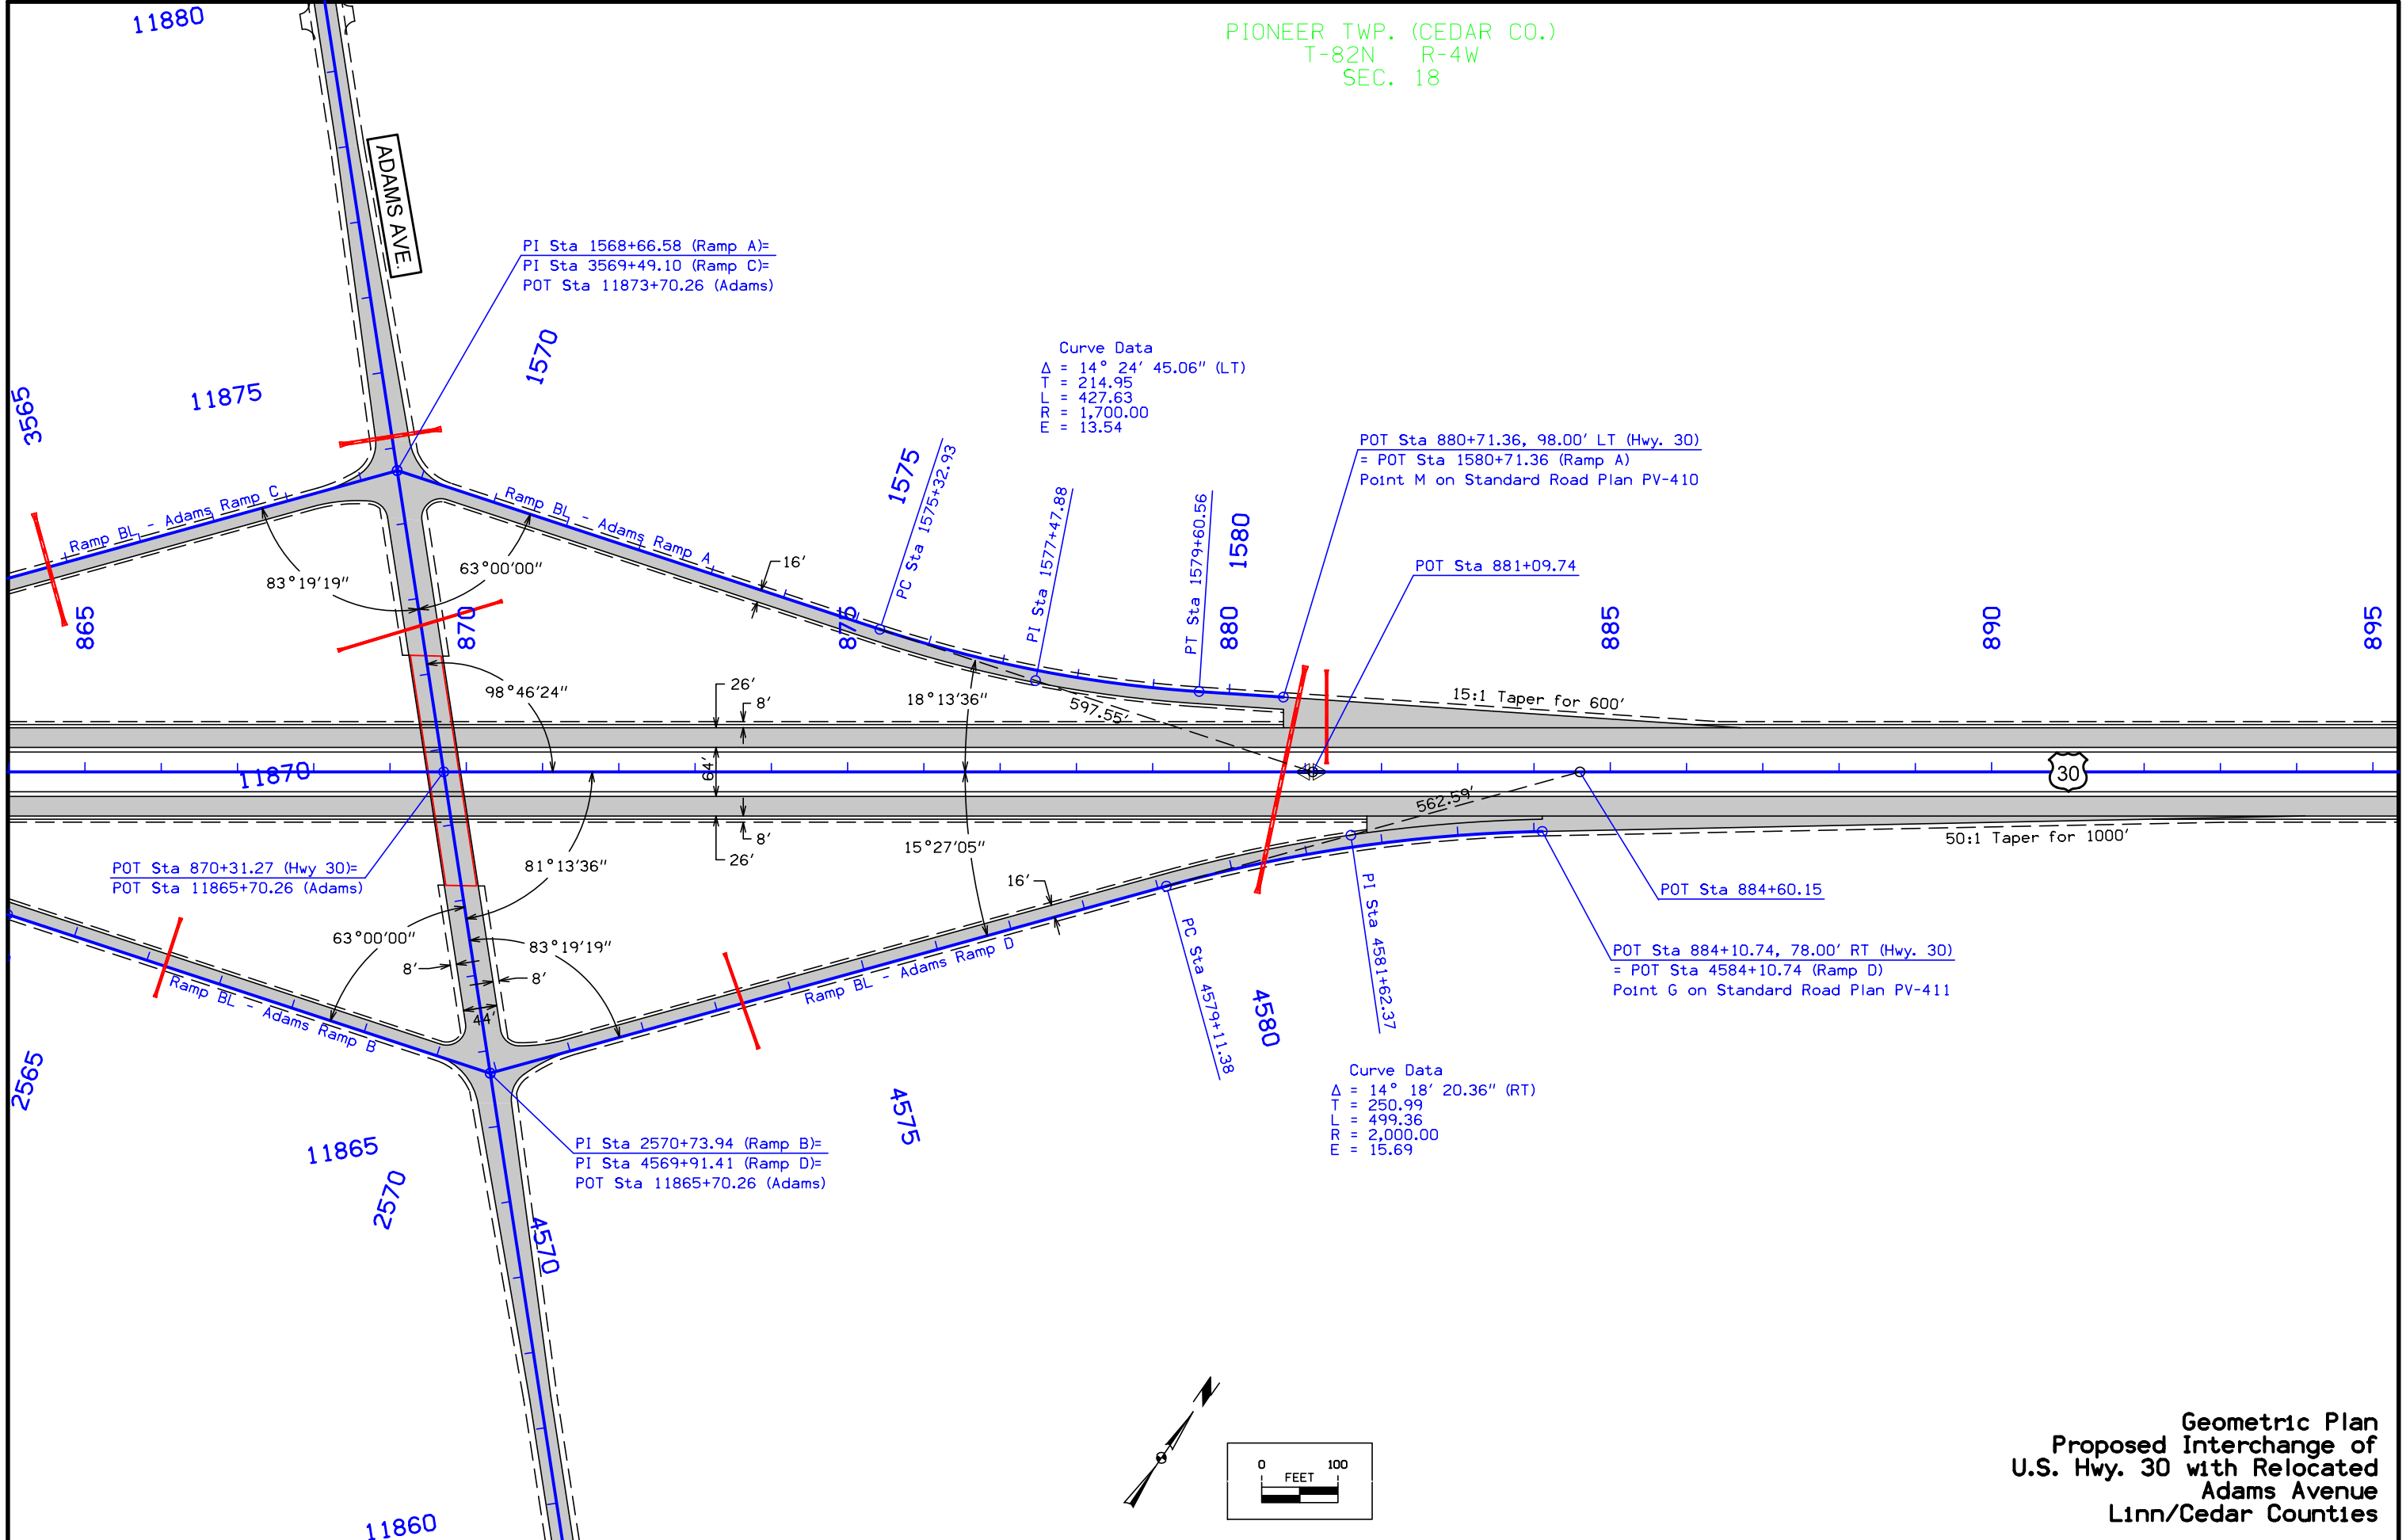 11880
PIONEER TWP. (CEDAR CO.)
T-82N R-4W
SEC. 18
ADAMS AVE.
PI Sta 1568+66.58 (Ramp A)=
PI Sta 3569+49.10 (Ramp C)=
POT Sta 11873+70.26 (Adams)
1570
11875
3565
Curve Data
Δ = 14° 24' 45.06" (LT)
T = 214.95
L = 427.63
R = 1,700.00
E = 13.54
1575
PC Sta 1575+32.93
PI Sta 1577+47.88
PT Sta 1579+60.56
1580
POT Sta 880+71.36, 98.00' LT (Hwy. 30)
= POT Sta 1580+71.36 (Ramp A)
Point M on Standard Road Plan PV-410
POT Sta 881+09.74
Ramp BL - Adams Ramp C
Ramp BL - Adams Ramp A
16'
83°19'19"
63°00'00"
865
870
875
880
885
890
895
98°46'24"
26'
8'
18°13'36"
597.55'
15:1 Taper for 600'
64'
11870
30
562.59'
8'
26'
15°27'05"
50:1 Taper for 1000'
POT Sta 870+31.27 (Hwy 30)=
POT Sta 11865+70.26 (Adams)
81°13'36"
16'
POT Sta 884+60.15
63°00'00"
83°19'19"
8'
8'
44'
PI Sta 4581+62.37
PC Sta 4579+11.38
POT Sta 884+10.74, 78.00' RT (Hwy. 30)
= POT Sta 4584+10.74 (Ramp D)
Point G on Standard Road Plan PV-411
Ramp BL - Adams Ramp B
Ramp BL - Adams Ramp D
4580
2565
4575
Curve Data
Δ = 14° 18' 20.36" (RT)
T = 250.99
L = 499.36
R = 2,000.00
E = 15.69
PI Sta 2570+73.94 (Ramp B)=
PI Sta 4569+91.41 (Ramp D)=
POT Sta 11865+70.26 (Adams)
11865
2570
4570
11860
N
0 100
FEET
Geometric Plan
Proposed Interchange of
U.S. Hwy. 30 with Relocated
Adams Avenue
Linn/Cedar Counties